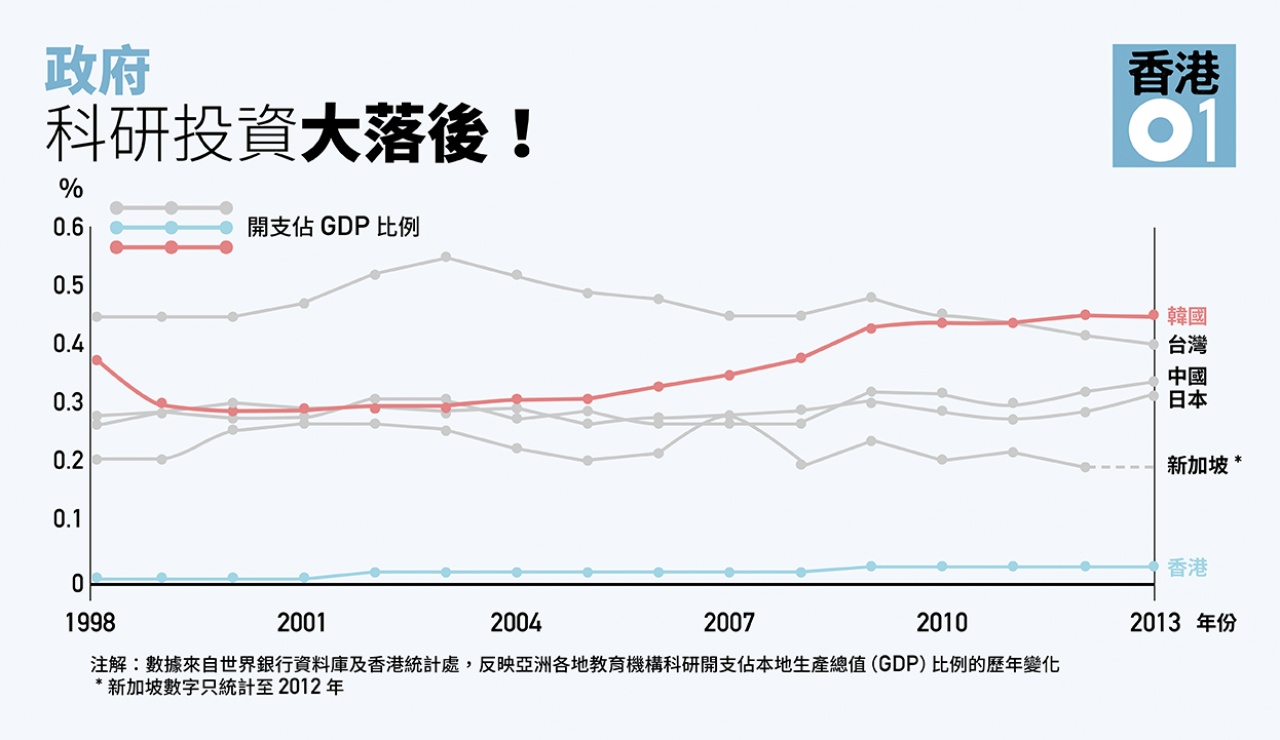 政府
科研投資大落後！
香港
01
%
開支佔 GDP 比例
0.6
0.5
0.4
0.3
0.2
0.1
0
韓國
台灣
中國
日本
新加坡 *
香港
1998 2001 2004 2007 2010 2013 年份
注解：數據來自世界銀行資料庫及香港統計處，反映亞洲各地教育機構科研開支佔本地生產總值（GDP）比例的歷年變化
* 新加坡數字只統計至 2012 年